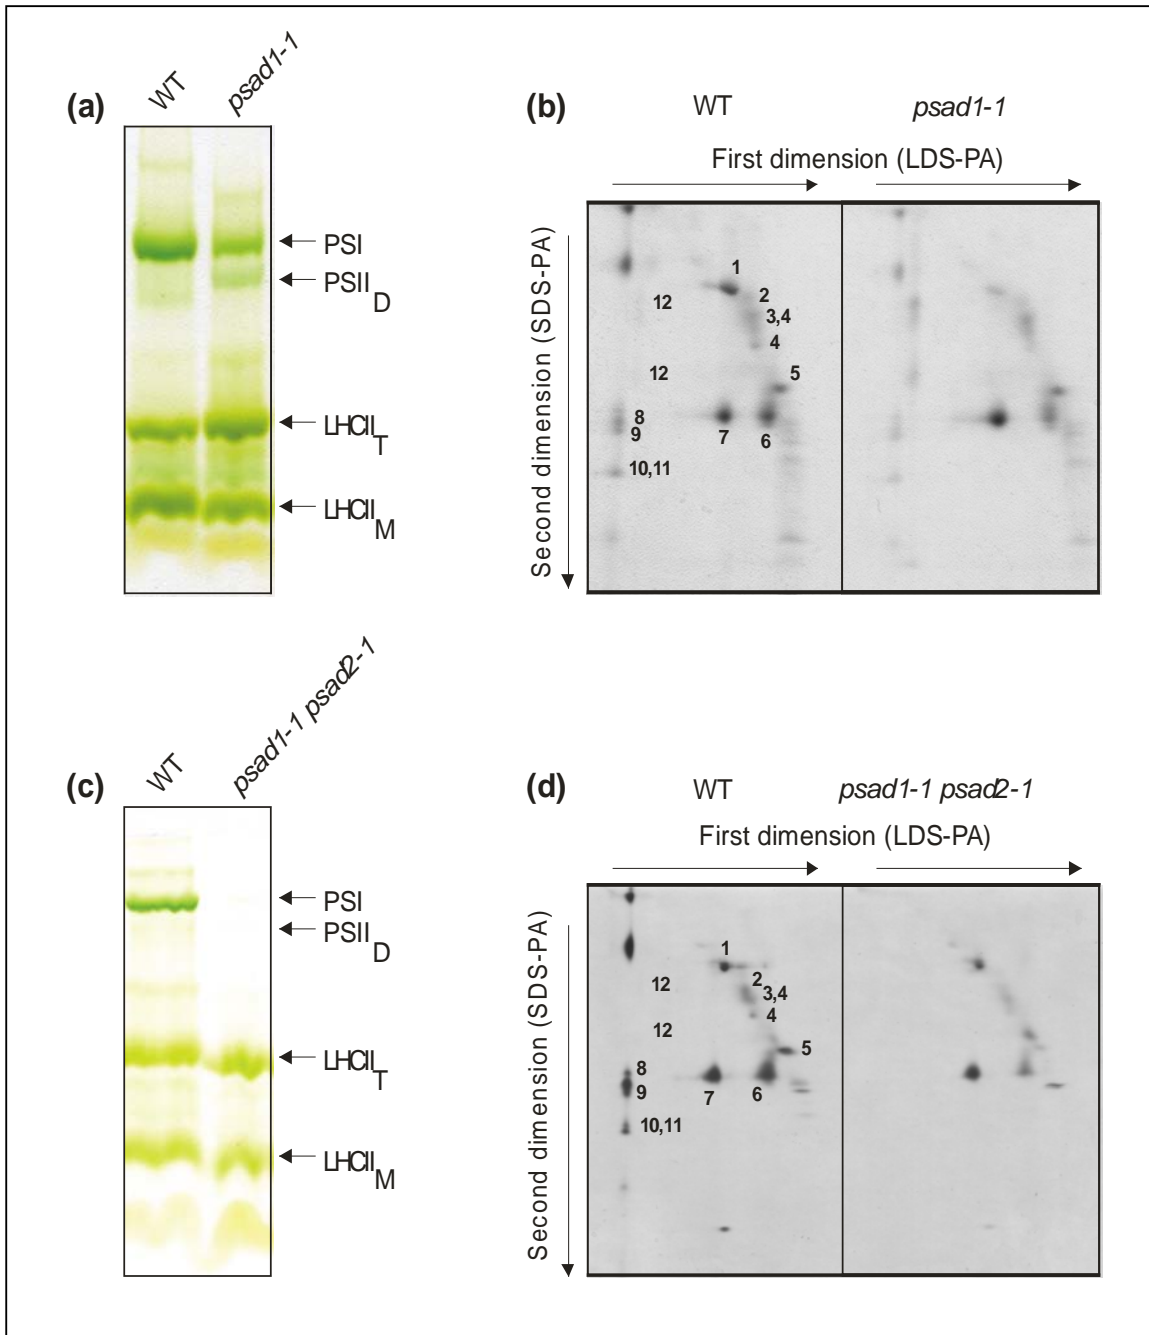 (a)
WT
psad1-1
PSI
PSII D
LHCII T
LHCII M
(b)
WT psad1-1
First dimension (LDS-PA)
Second dimension (SDS-PA)
1
2
12
3,4
4
12
5
8
9
7
6
10,11
(c)
WT
psad1-1 psad2-1
PSI
PSII D
LHCII T
LHCII M
(d)
WT psad1-1 psad2-1
First dimension (LDS-PA)
Second dimension (SDS-PA)
1
2
12
3,4
4
12
5
8
9
7
6
10,11